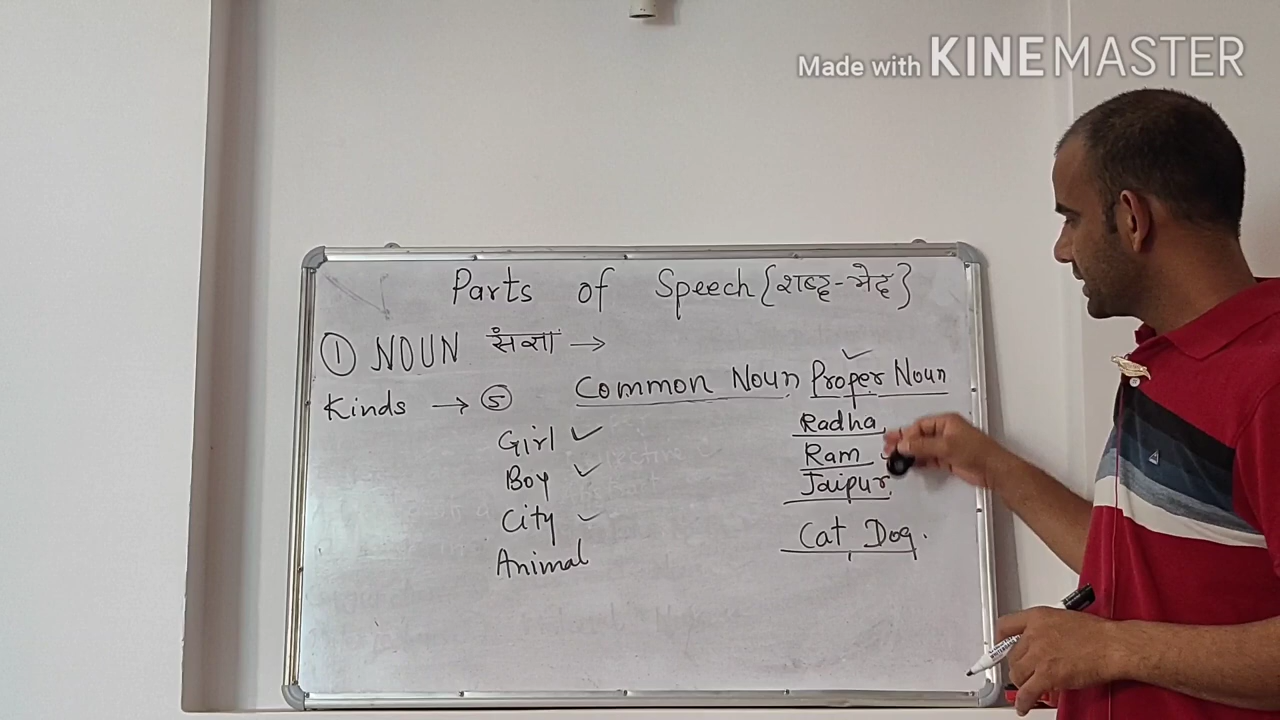 Made with KINEMASTER
Parts of Speech {शब्द-भेद}
① NOUN संज्ञा →
Common Noun Proper Noun
Kinds → ⑤
Girl ✓ Radha
Boy ✓ Ram
City ✓ Jaipur
Animal Cat Dog.